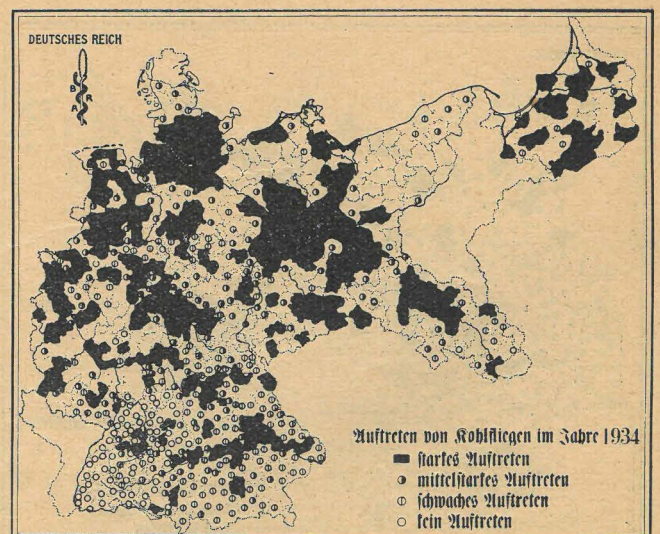 DEUTSCHES REICH
B
R
A
Auftreten von Kohlfliegen im Jahre 1934
starkes Auftreten
mittelstarkes Auftreten
schwaches Auftreten
kein Auftreten